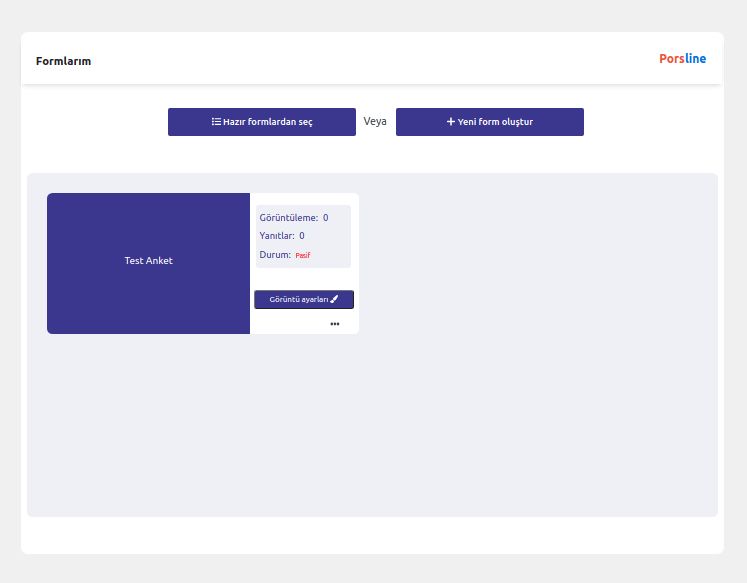 Formlarım
Porsline
Hazır formlardan seç
Veya
Yeni form oluştur
Test Anket
Görüntüleme: 0
Yanıtlar: 0
Durum: Pasif
Görüntü ayarları